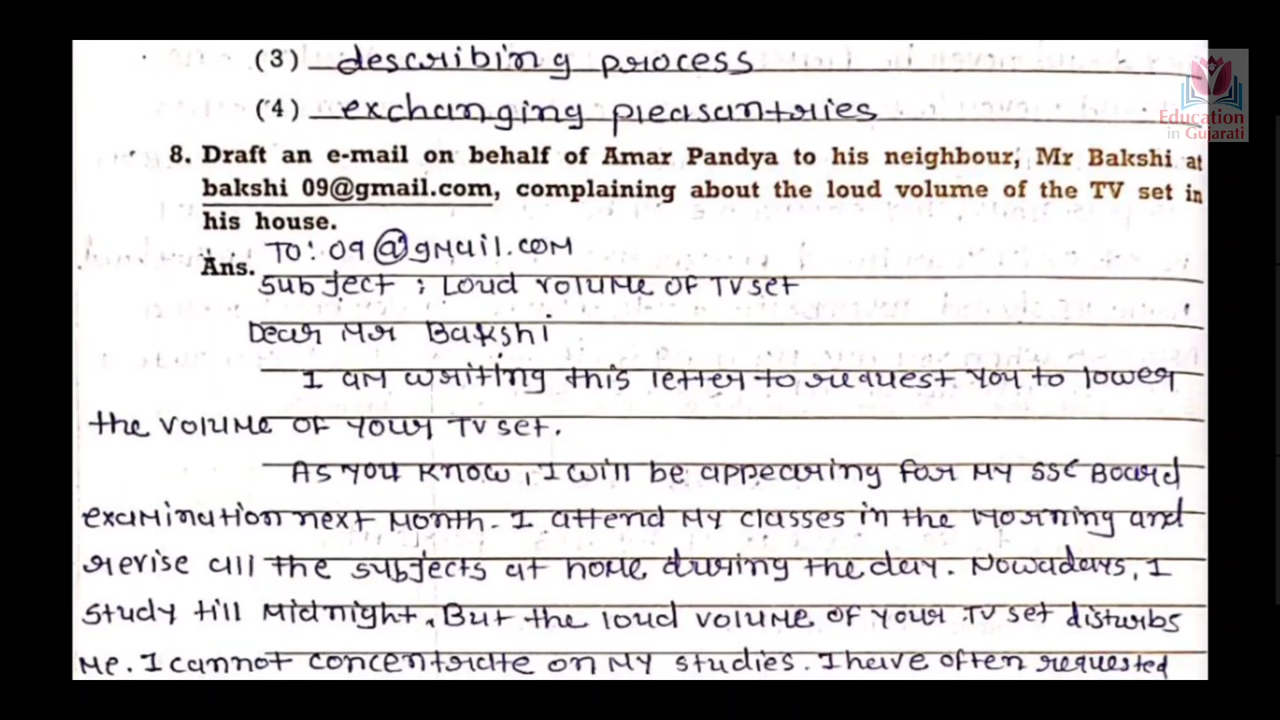 (3) describing process
(4) exchanging pleasantries
Education
in Gujarati
8. Draft an e-mail on behalf of Amar Pandya to his neighbour, Mr Bakshi at
bakshi 09@gmail.com, complaining about the loud volume of the TV set in
his house.
To: 09@gmail.com
Ans.
Subject : Loud volume of TV set
Dear Mr Bakshi
I am writing this letter to request you to lower
the volume of your TV set.
As you know, I will be appearing for my SSC Board
examination next month. I attend my classes in the morning and
revise all the subjects at home during the day. Nowadays, I
study till midnight. But the loud volume of your TV set disturbs
me. I cannot concentrate on my studies. I have often requested